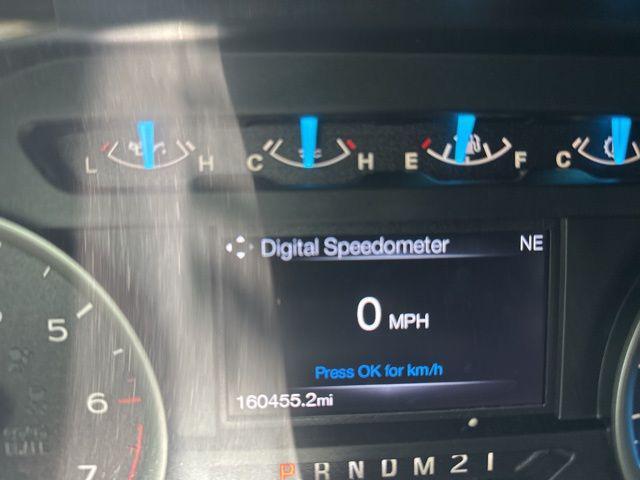 L H C H E F C
Digital Speedometer NE
0 MPH
Press OK for km/h
160455.2mi
5
6
7
P R N D M 2 1